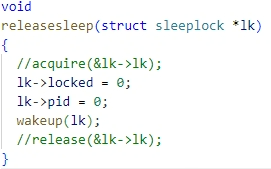 void
releasesleep(struct sleeplock *lk)
{
  //acquire(&lk->lk);
  lk->locked = 0;
  lk->pid = 0;
  wakeup(lk);
  //release(&lk->lk);
}